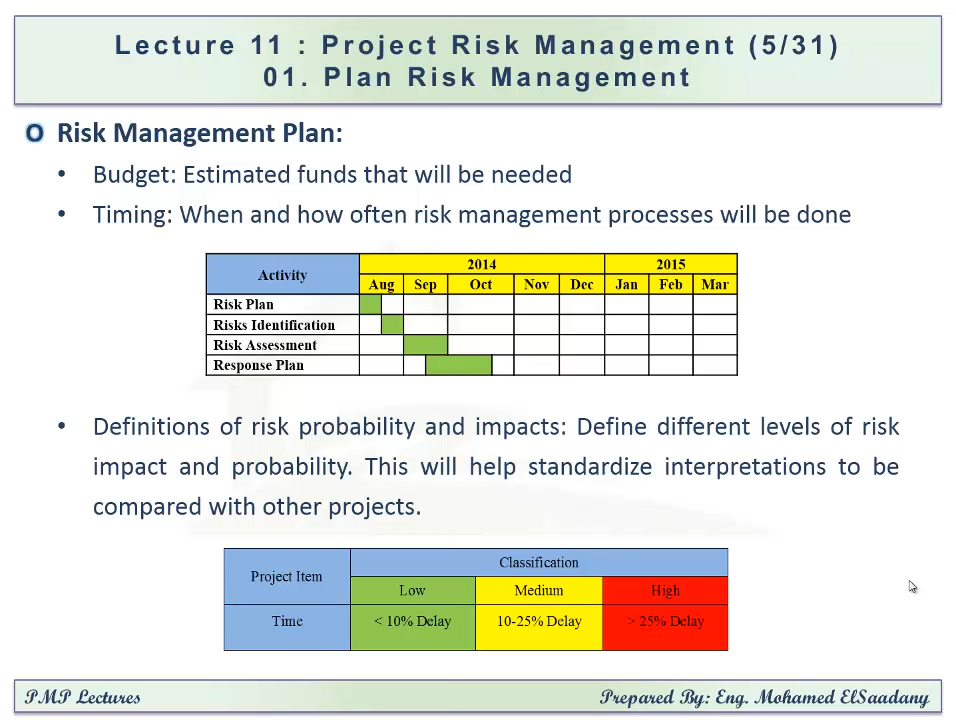 Lecture 11 : Project Risk Management (5/31)
01. Plan Risk Management
Risk Management Plan:
• Budget: Estimated funds that will be needed
• Timing: When and how often risk management processes will be done
Activity
2014 2015
Aug Sep Oct Nov Dec Jan Feb Mar
Risk Plan
Risks Identification
Risk Assessment
Response Plan
• Definitions of risk probability and impacts: Define different levels of risk
impact and probability. This will help standardize interpretations to be
compared with other projects.
Project Item
Classification
Low Medium High
Time < 10% Delay 10-25% Delay > 25% Delay
PMP Lectures Prepared By: Eng. Mohamed ElSaadany